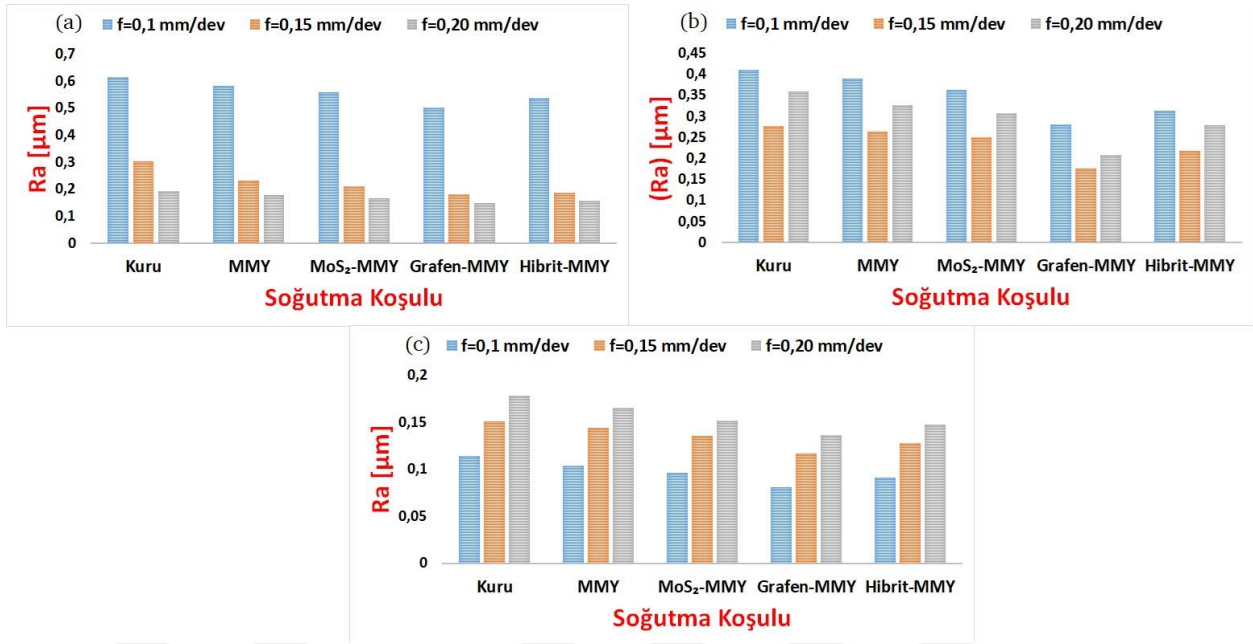 (a) f=0,1 mm/dev f=0,15 mm/dev f=0,20 mm/dev
0,7
0,6
0,5
0,4
0,3
0,2
0,1
0
Ra [µm]
Kuru MMY MoS₂-MMY Grafen-MMY Hibrit-MMY
Soğutma Koşulu
(b) f=0,1 mm/dev f=0,15 mm/dev f=0,20 mm/dev
0,45
0,4
0,35
0,3
0,25
0,2
0,15
0,1
0,05
0
(Ra) [µm]
Kuru MMY MoS₂-MMY Grafen-MMY Hibrit-MMY
Soğutma Koşulu
(c) f=0,1 mm/dev f=0,15 mm/dev f=0,20 mm/dev
0,2
0,15
0,1
0,05
0
Ra [µm]
Kuru MMY MoS₂-MMY Grafen-MMY Hibrit-MMY
Soğutma Koşulu